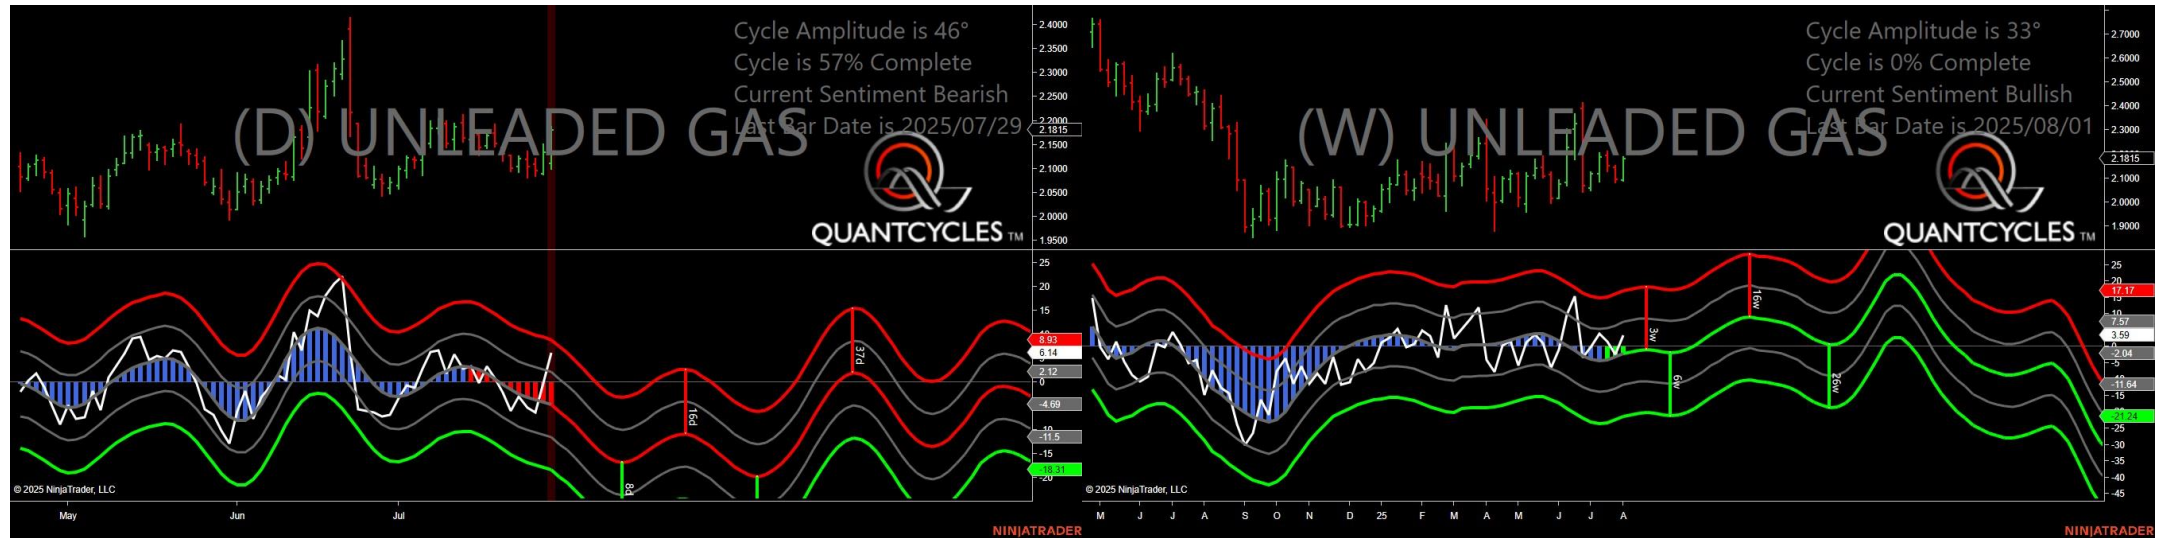 Cycle Amplitude is 46°
Cycle is 57% Complete
Current Sentiment Bearish
Last Bar Date is 2025/07/29
(D) UNLEADED GAS
QUANTCYCLES TM
2.4000
2.3500
2.3000
2.2500
2.2000
2.1815
2.1500
2.1000
2.0500
2.0000
1.9500
25
20
15
10
8.93
6.14
5
2.12
0
-4.69
-10
-11.5
-15
-18.31
-20
37d
16d
8d
© 2025 NinjaTrader, LLC
May
Jun
Jul
NINJATRADER
Cycle Amplitude is 33°
Cycle is 0% Complete
Current Sentiment Bullish
Last Bar Date is 2025/08/01
(W) UNLEADED GAS
QUANTCYCLES TM
2.7000
2.6000
2.5000
2.4000
2.3000
2.1815
2.1000
2.0000
1.9000
25
20
17.17
15
7.57
3.59
0
-2.04
-11.64
-15
-21.24
-25
-30
-35
-40
-45
3w
16w
6w
26w
© 2025 NinjaTrader, LLC
M J J A S O N D 25 F M A M J J A
NINJATRADER